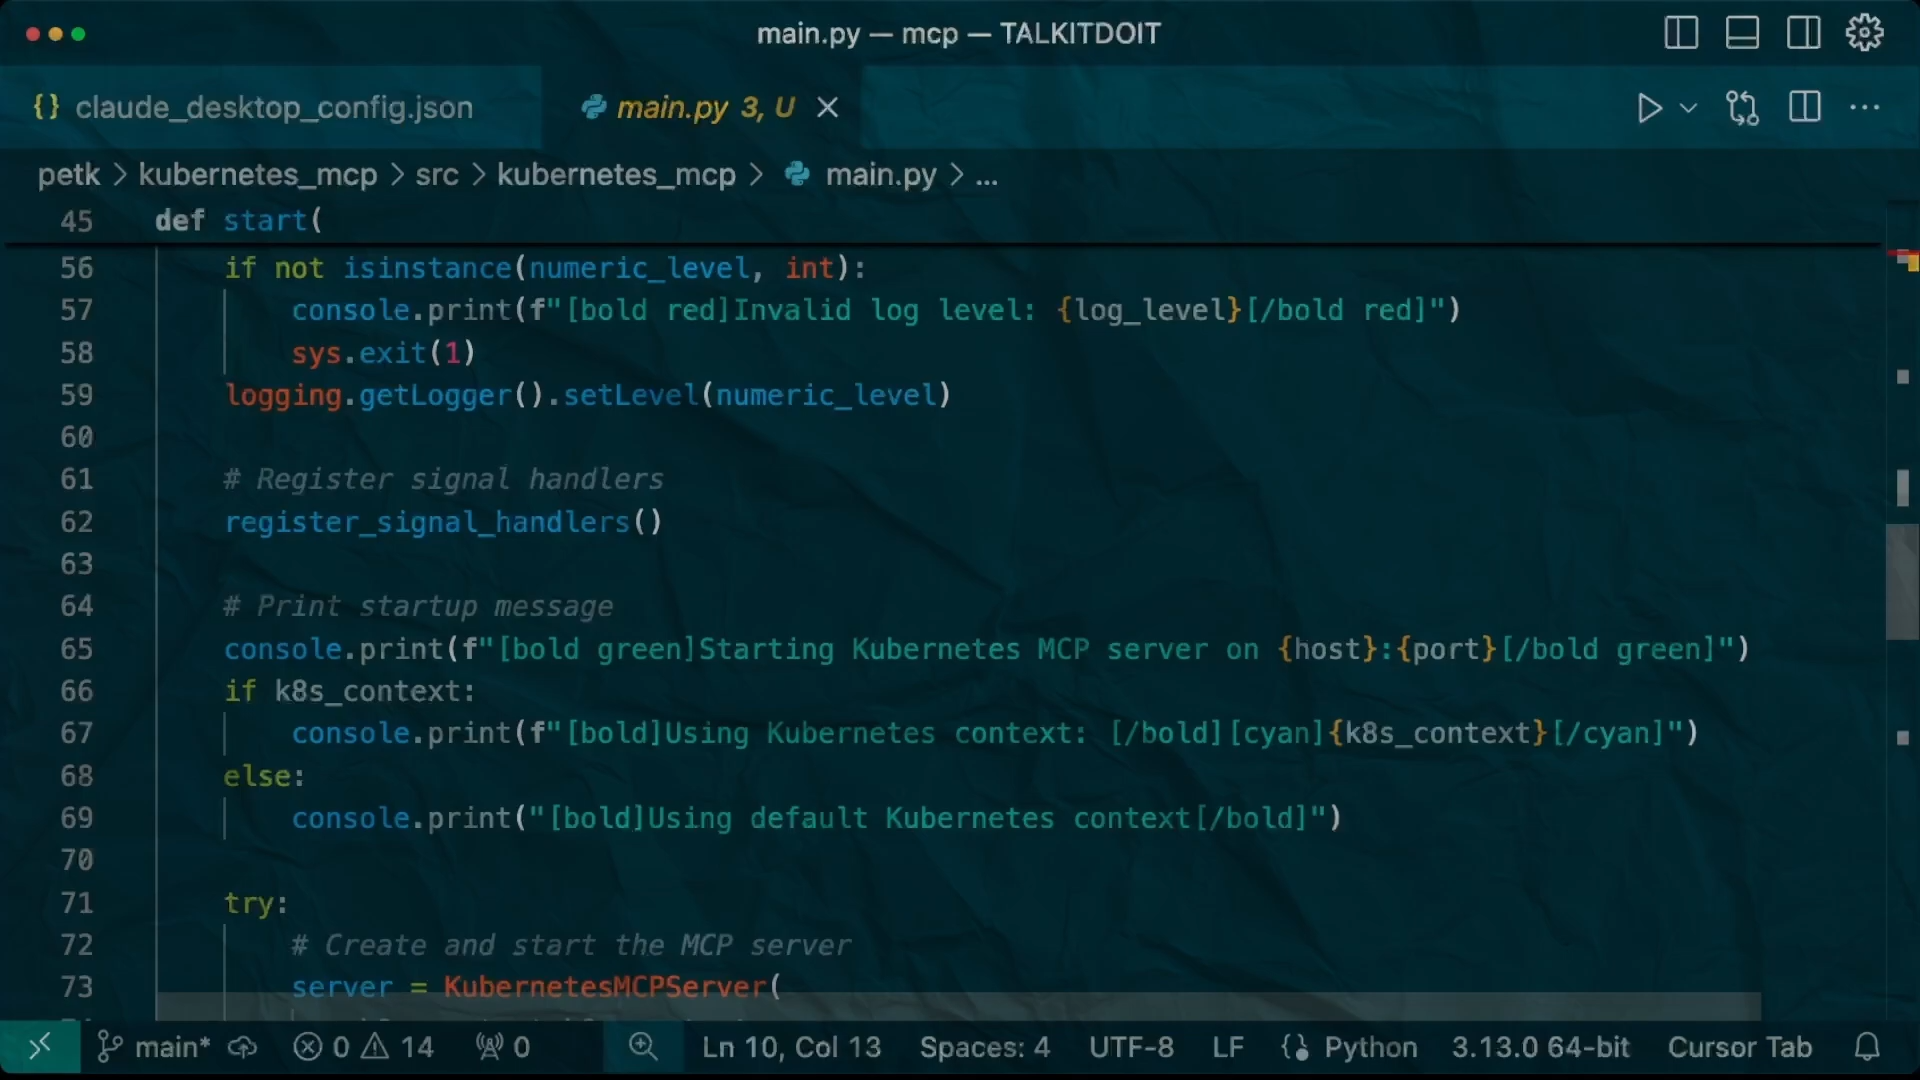 main.py — mcp — TALKITDOIT
{} claude_desktop_config.json
main.py 3, U
petk > kubernetes_mcp > src > kubernetes_mcp > main.py > ...
45 def start(
56 if not isinstance(numeric_level, int):
57 console.print(f"[bold red]Invalid log level: {log_level}[/bold red]")
58 sys.exit(1)
59 logging.getLogger().setLevel(numeric_level)
60
61 # Register signal handlers
62 register_signal_handlers()
63
64 # Print startup message
65 console.print(f"[bold green]Starting Kubernetes MCP server on {host}:{port}[/bold green]")
66 if k8s_context:
67 console.print(f"[bold]Using Kubernetes context: [/bold][cyan]{k8s_context}[/cyan]")
68 else:
69 console.print("[bold]Using default Kubernetes context[/bold]")
70
71 try:
72 # Create and start the MCP server
73 server = KubernetesMCPServer(
main* 0 14 0 Ln 10, Col 13 Spaces: 4 UTF-8 LF Python 3.13.0 64-bit Cursor Tab